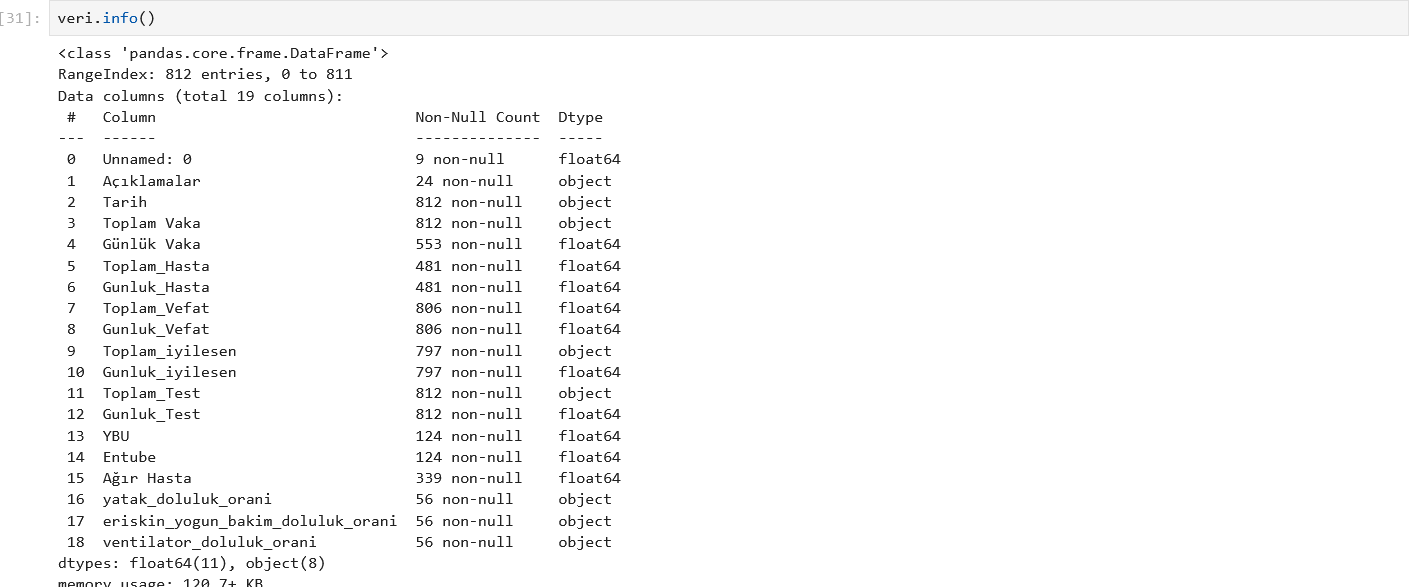 [31]: veri.info()
<class 'pandas.core.frame.DataFrame'>
RangeIndex: 812 entries, 0 to 811
Data columns (total 19 columns):
 #   Column                             Non-Null Count  Dtype
---  ------                             --------------  -----
 0   Unnamed: 0                         9 non-null      float64
 1   Açıklamalar                        24 non-null     object
 2   Tarih                              812 non-null    object
 3   Toplam Vaka                        812 non-null    object
 4   Günlük Vaka                        553 non-null    float64
 5   Toplam_Hasta                       481 non-null    float64
 6   Gunluk_Hasta                       481 non-null    float64
 7   Toplam_Vefat                       806 non-null    float64
 8   Gunluk_Vefat                       806 non-null    float64
 9   Toplam_iyilesen                    797 non-null    object
 10  Gunluk_iyilesen                    797 non-null    float64
 11  Toplam_Test                        812 non-null    object
 12  Gunluk_Test                        812 non-null    float64
 13  YBU                                124 non-null    float64
 14  Entube                             124 non-null    float64
 15  Ağır Hasta                         339 non-null    float64
 16  yatak_doluluk_orani                56 non-null     object
 17  eriskin_yogun_bakim_doluluk_orani  56 non-null     object
 18  ventilator_doluluk_orani           56 non-null     object
dtypes: float64(11), object(8)
memory usage: 120.7+ KB